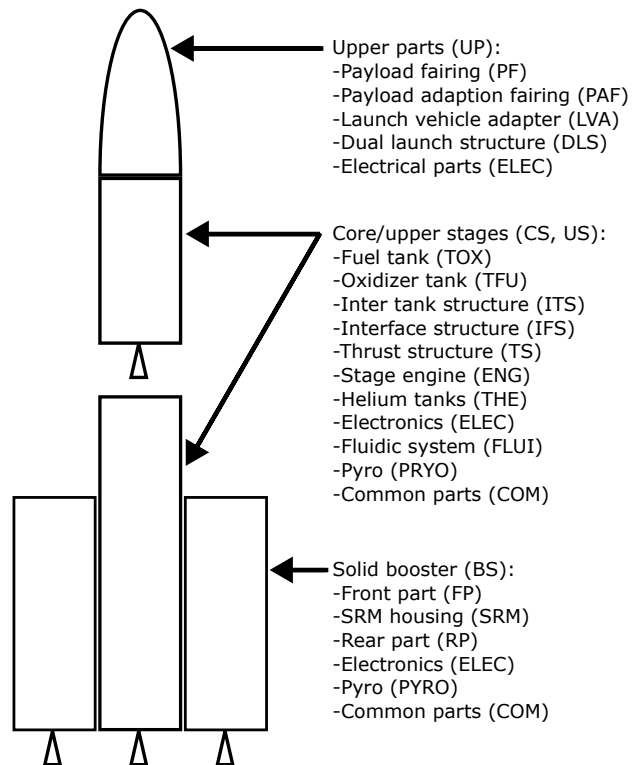 Upper parts (UP):
-Payload fairing (PF)
-Payload adaption fairing (PAF)
-Launch vehicle adapter (LVA)
-Dual launch structure (DLS)
-Electrical parts (ELEC)
Core/upper stages (CS, US):
-Fuel tank (TOX)
-Oxidizer tank (TFU)
-Inter tank structure (ITS)
-Interface structure (IFS)
-Thrust structure (TS)
-Stage engine (ENG)
-Helium tanks (THE)
-Electronics (ELEC)
-Fluidic system (FLUI)
-Pyro (PRYO)
-Common parts (COM)
Solid booster (BS):
-Front part (FP)
-SRM housing (SRM)
-Rear part (RP)
-Electronics (ELEC)
-Pyro (PYRO)
-Common parts (COM)